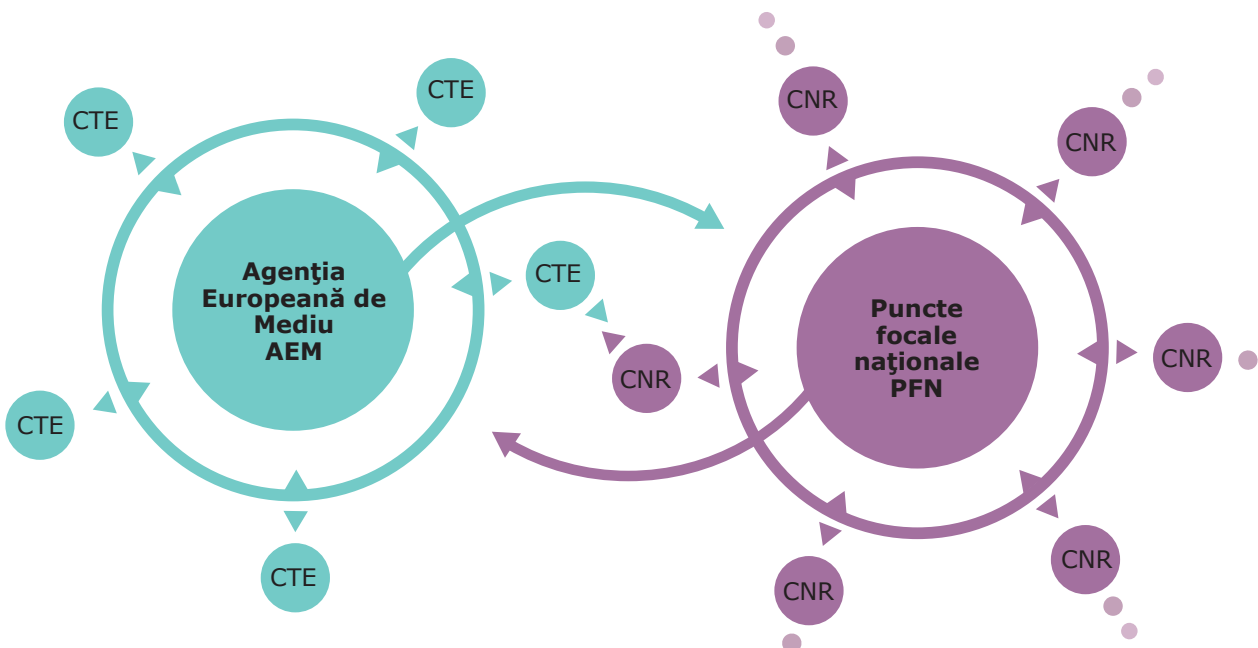 CTE
CTE
CTE
CTE
CTE
Agenţia
Europeană de
Mediu
AEM
CNR
CNR
CNR
CNR
CNR
CNR
Puncte
focale
naţionale
PFN